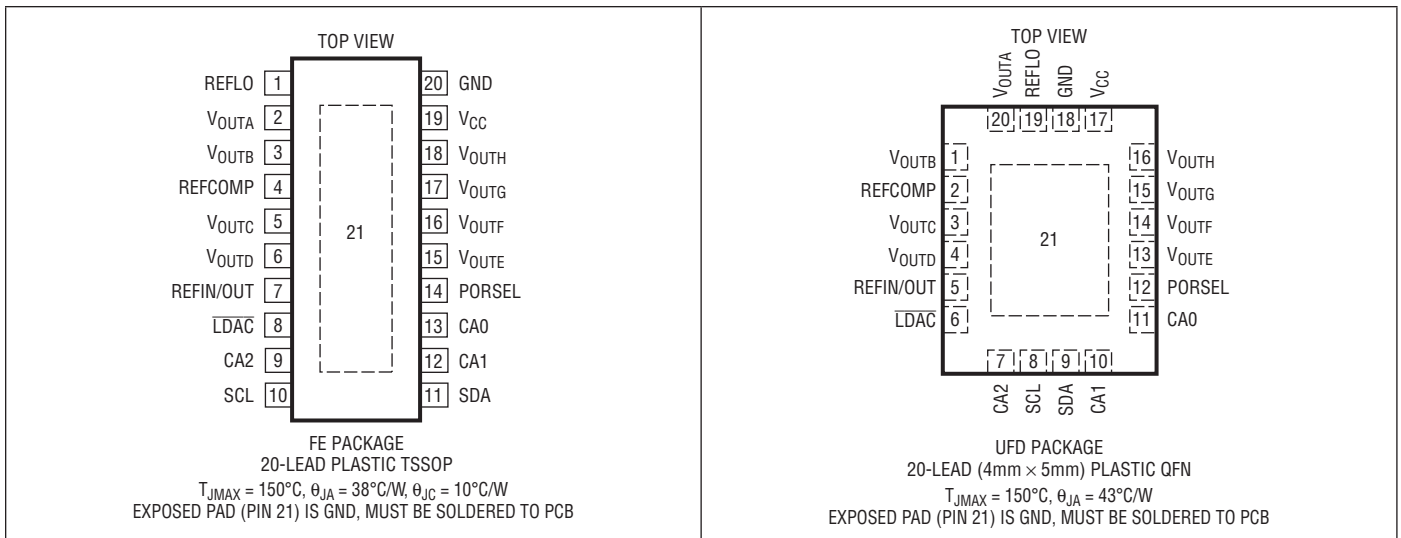 TOP VIEW
REFLO 1
VOUTA 2
VOUTB 3
REFCOMP 4
VOUTC 5
VOUTD 6
REFIN/OUT 7
LDAC 8
CA2 9
SCL 10
20 GND
19 VCC
18 VOUTH
17 VOUTG
16 VOUTF
15 VOUTE
14 PORSEL
13 CA0
12 CA1
11 SDA
21
FE PACKAGE
20-LEAD PLASTIC TSSOP
TJMAX = 150°C, θJA = 38°C/W, θJC = 10°C/W
EXPOSED PAD (PIN 21) IS GND, MUST BE SOLDERED TO PCB
TOP VIEW
VOUTA REFLO GND VCC
20 19 18 17
VOUTB 1
REFCOMP 2
VOUTC 3
VOUTD 4
REFIN/OUT 5
LDAC 6
16 VOUTH
15 VOUTG
14 VOUTF
13 VOUTE
12 PORSEL
11 CA0
21
7 8 9 10
CA2 SCL SDA CA1
UFD PACKAGE
20-LEAD (4mm × 5mm) PLASTIC QFN
TJMAX = 150°C, θJA = 43°C/W
EXPOSED PAD (PIN 21) IS GND, MUST BE SOLDERED TO PCB